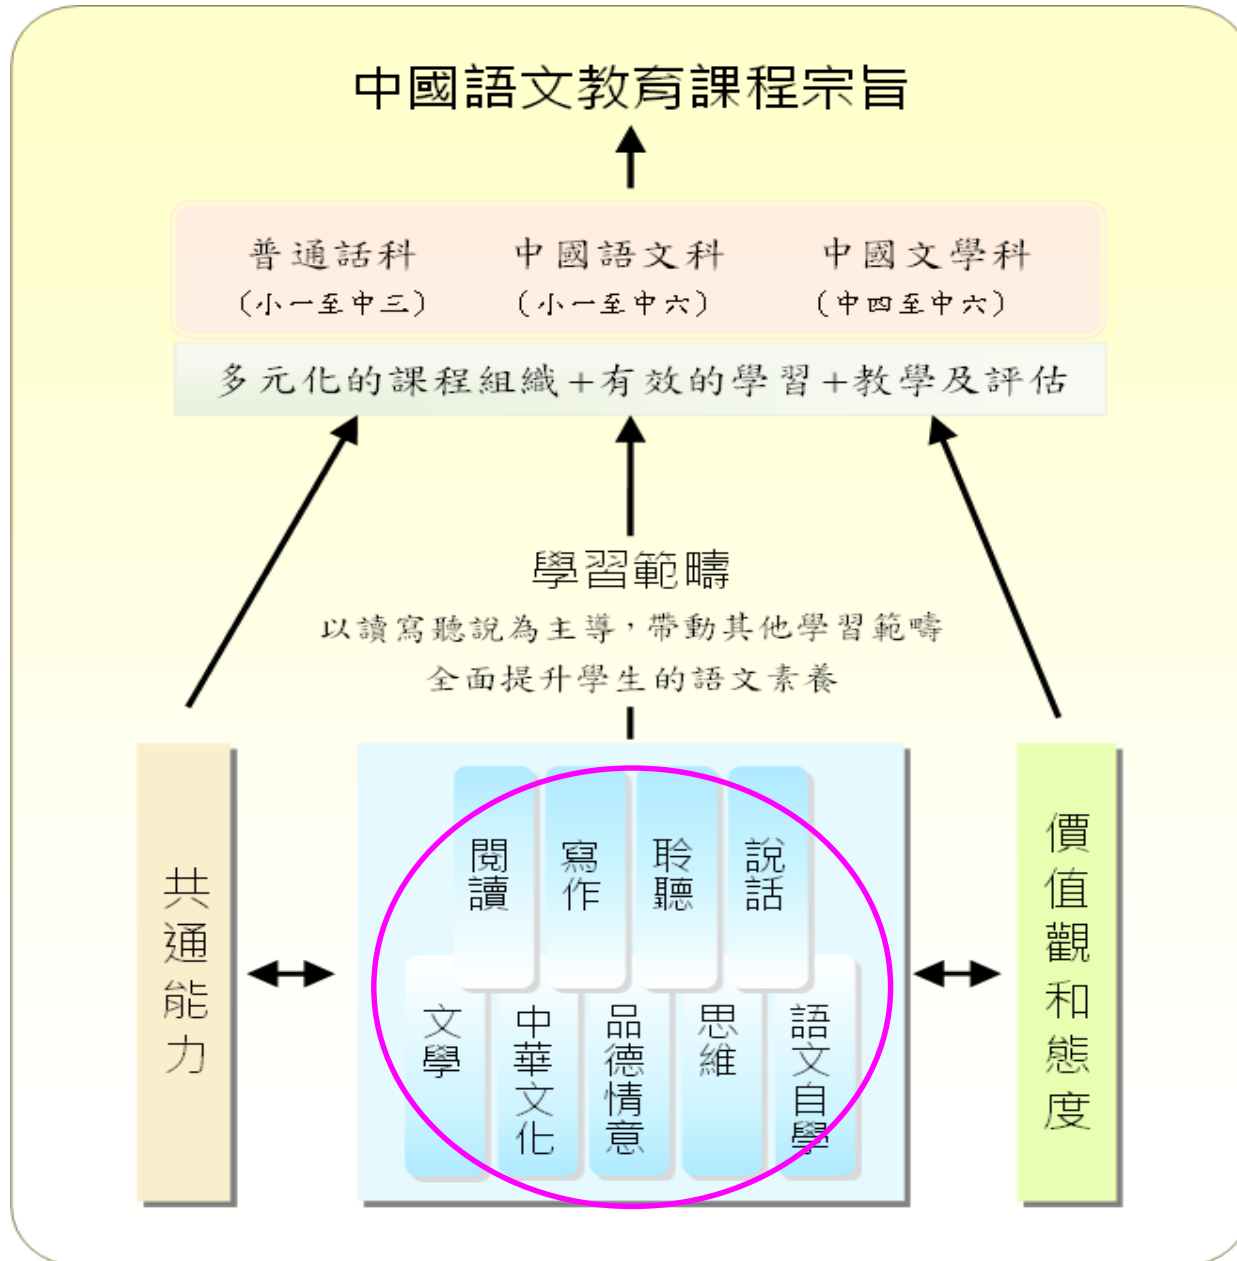 中國語文教育課程宗旨
普通話科 中國語文科 中國文學科
(小一至中三) (小一至中六) (中四至中六)
多元化的課程組織+有效的學習+教學及評估
學習範疇
以讀寫聽說為主導，帶動其他學習範疇
全面提升學生的語文素養
共通能力
閱讀
寫作
聆聽
說話
文學
中華文化
品德情意
思維
語文自學
價值觀和態度